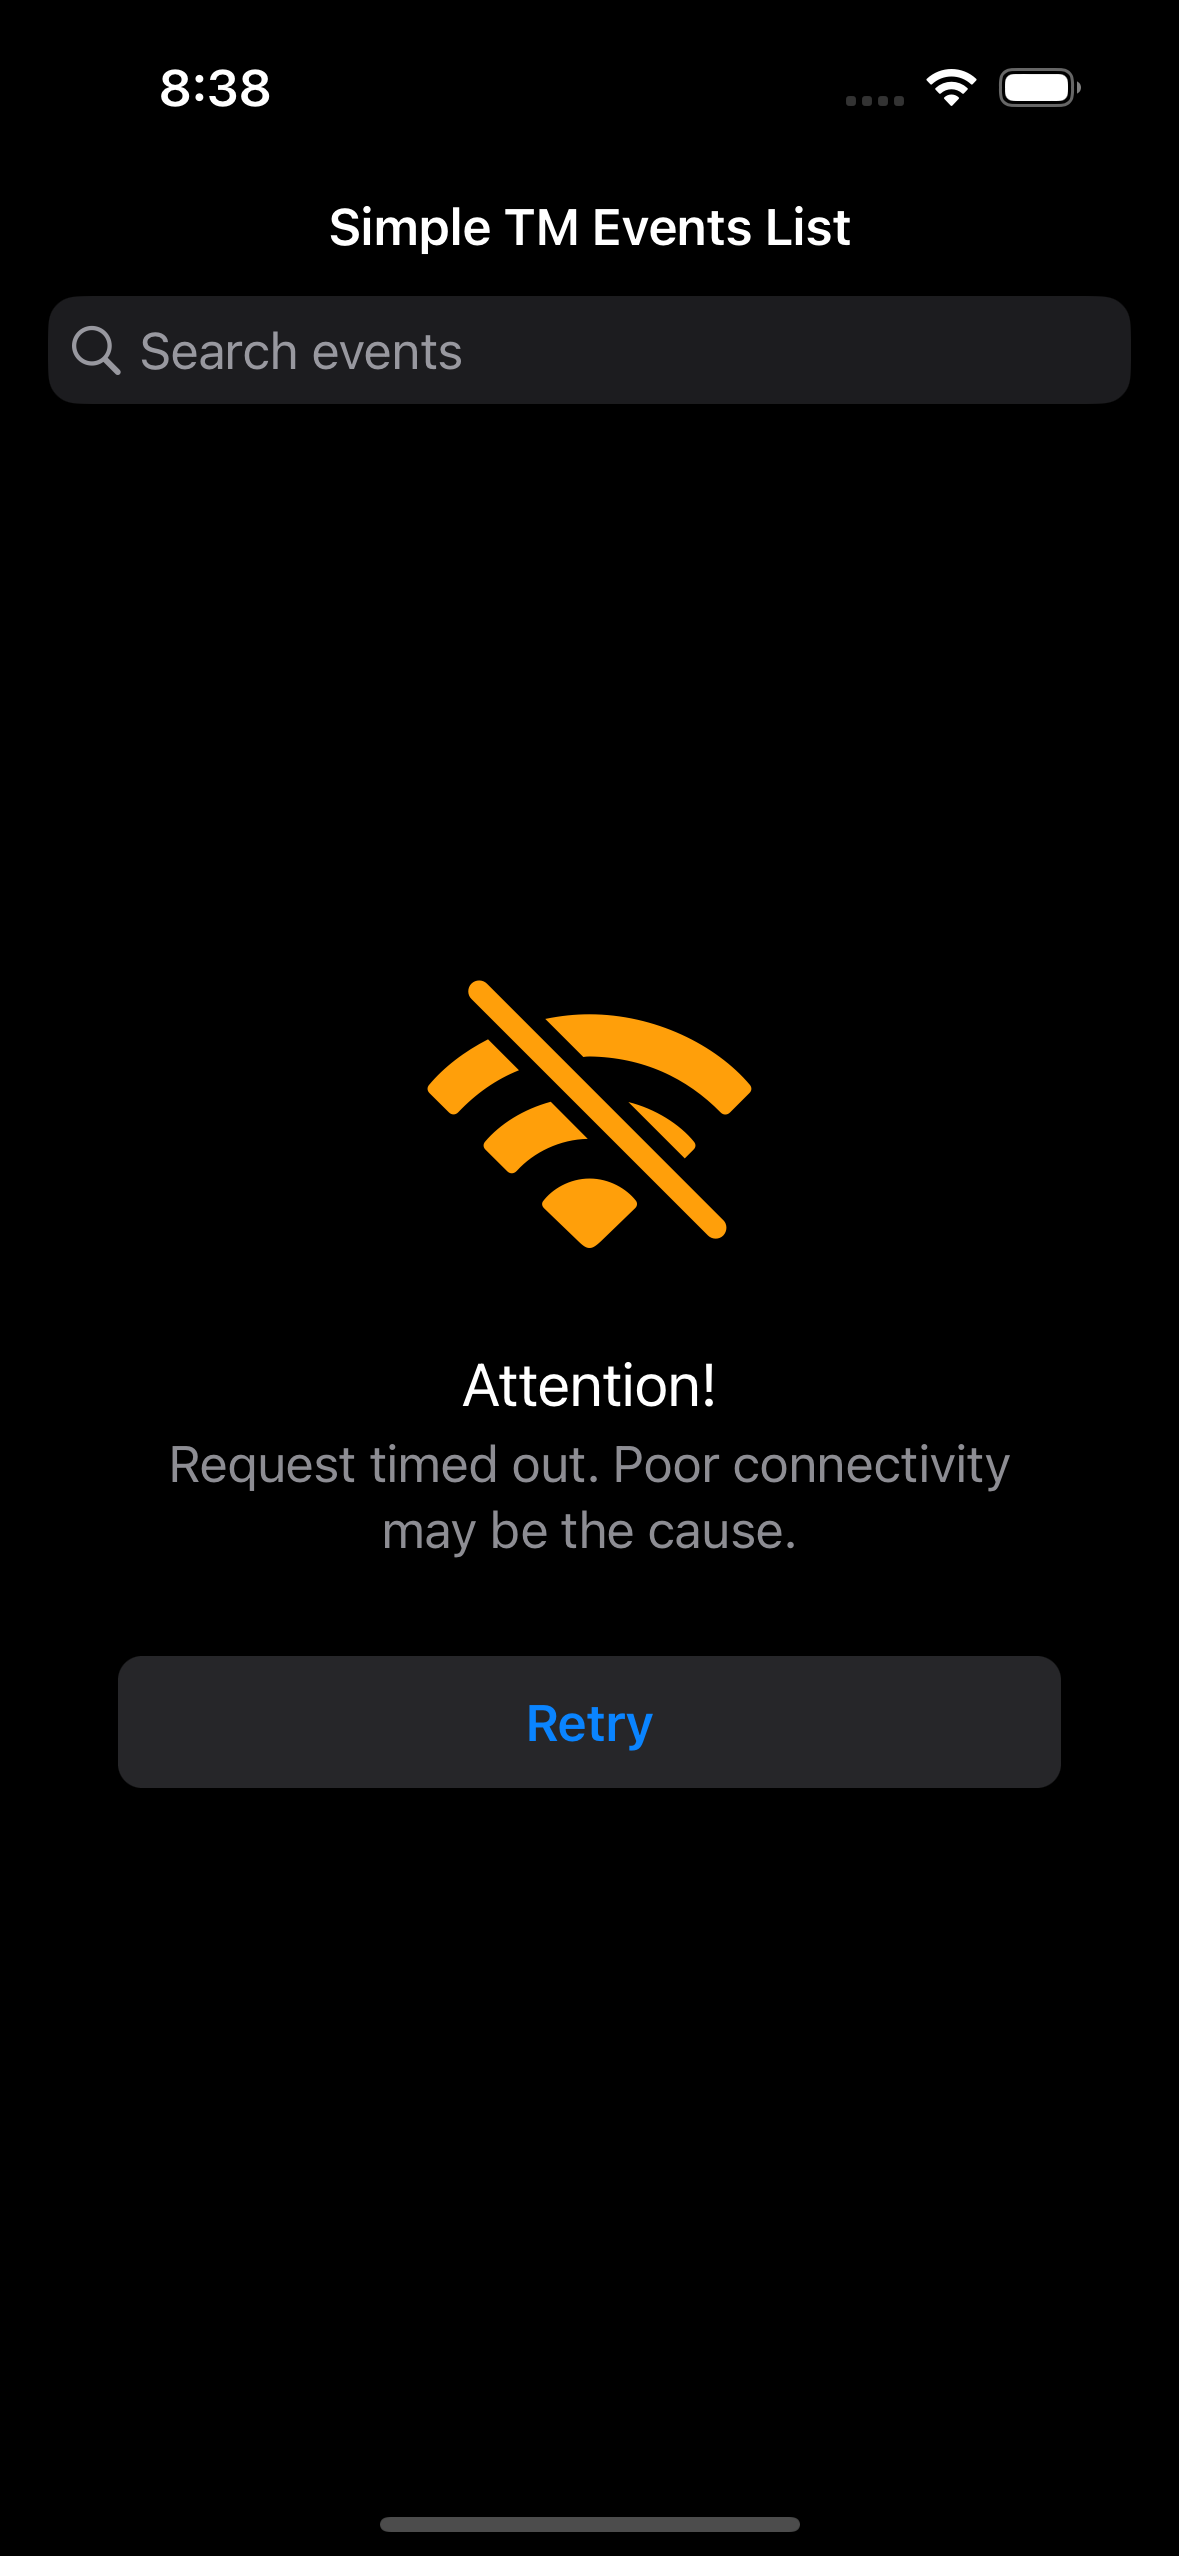 8:38
Simple TM Events List
Search events
Attention!
Request timed out. Poor connectivity
may be the cause.
Retry